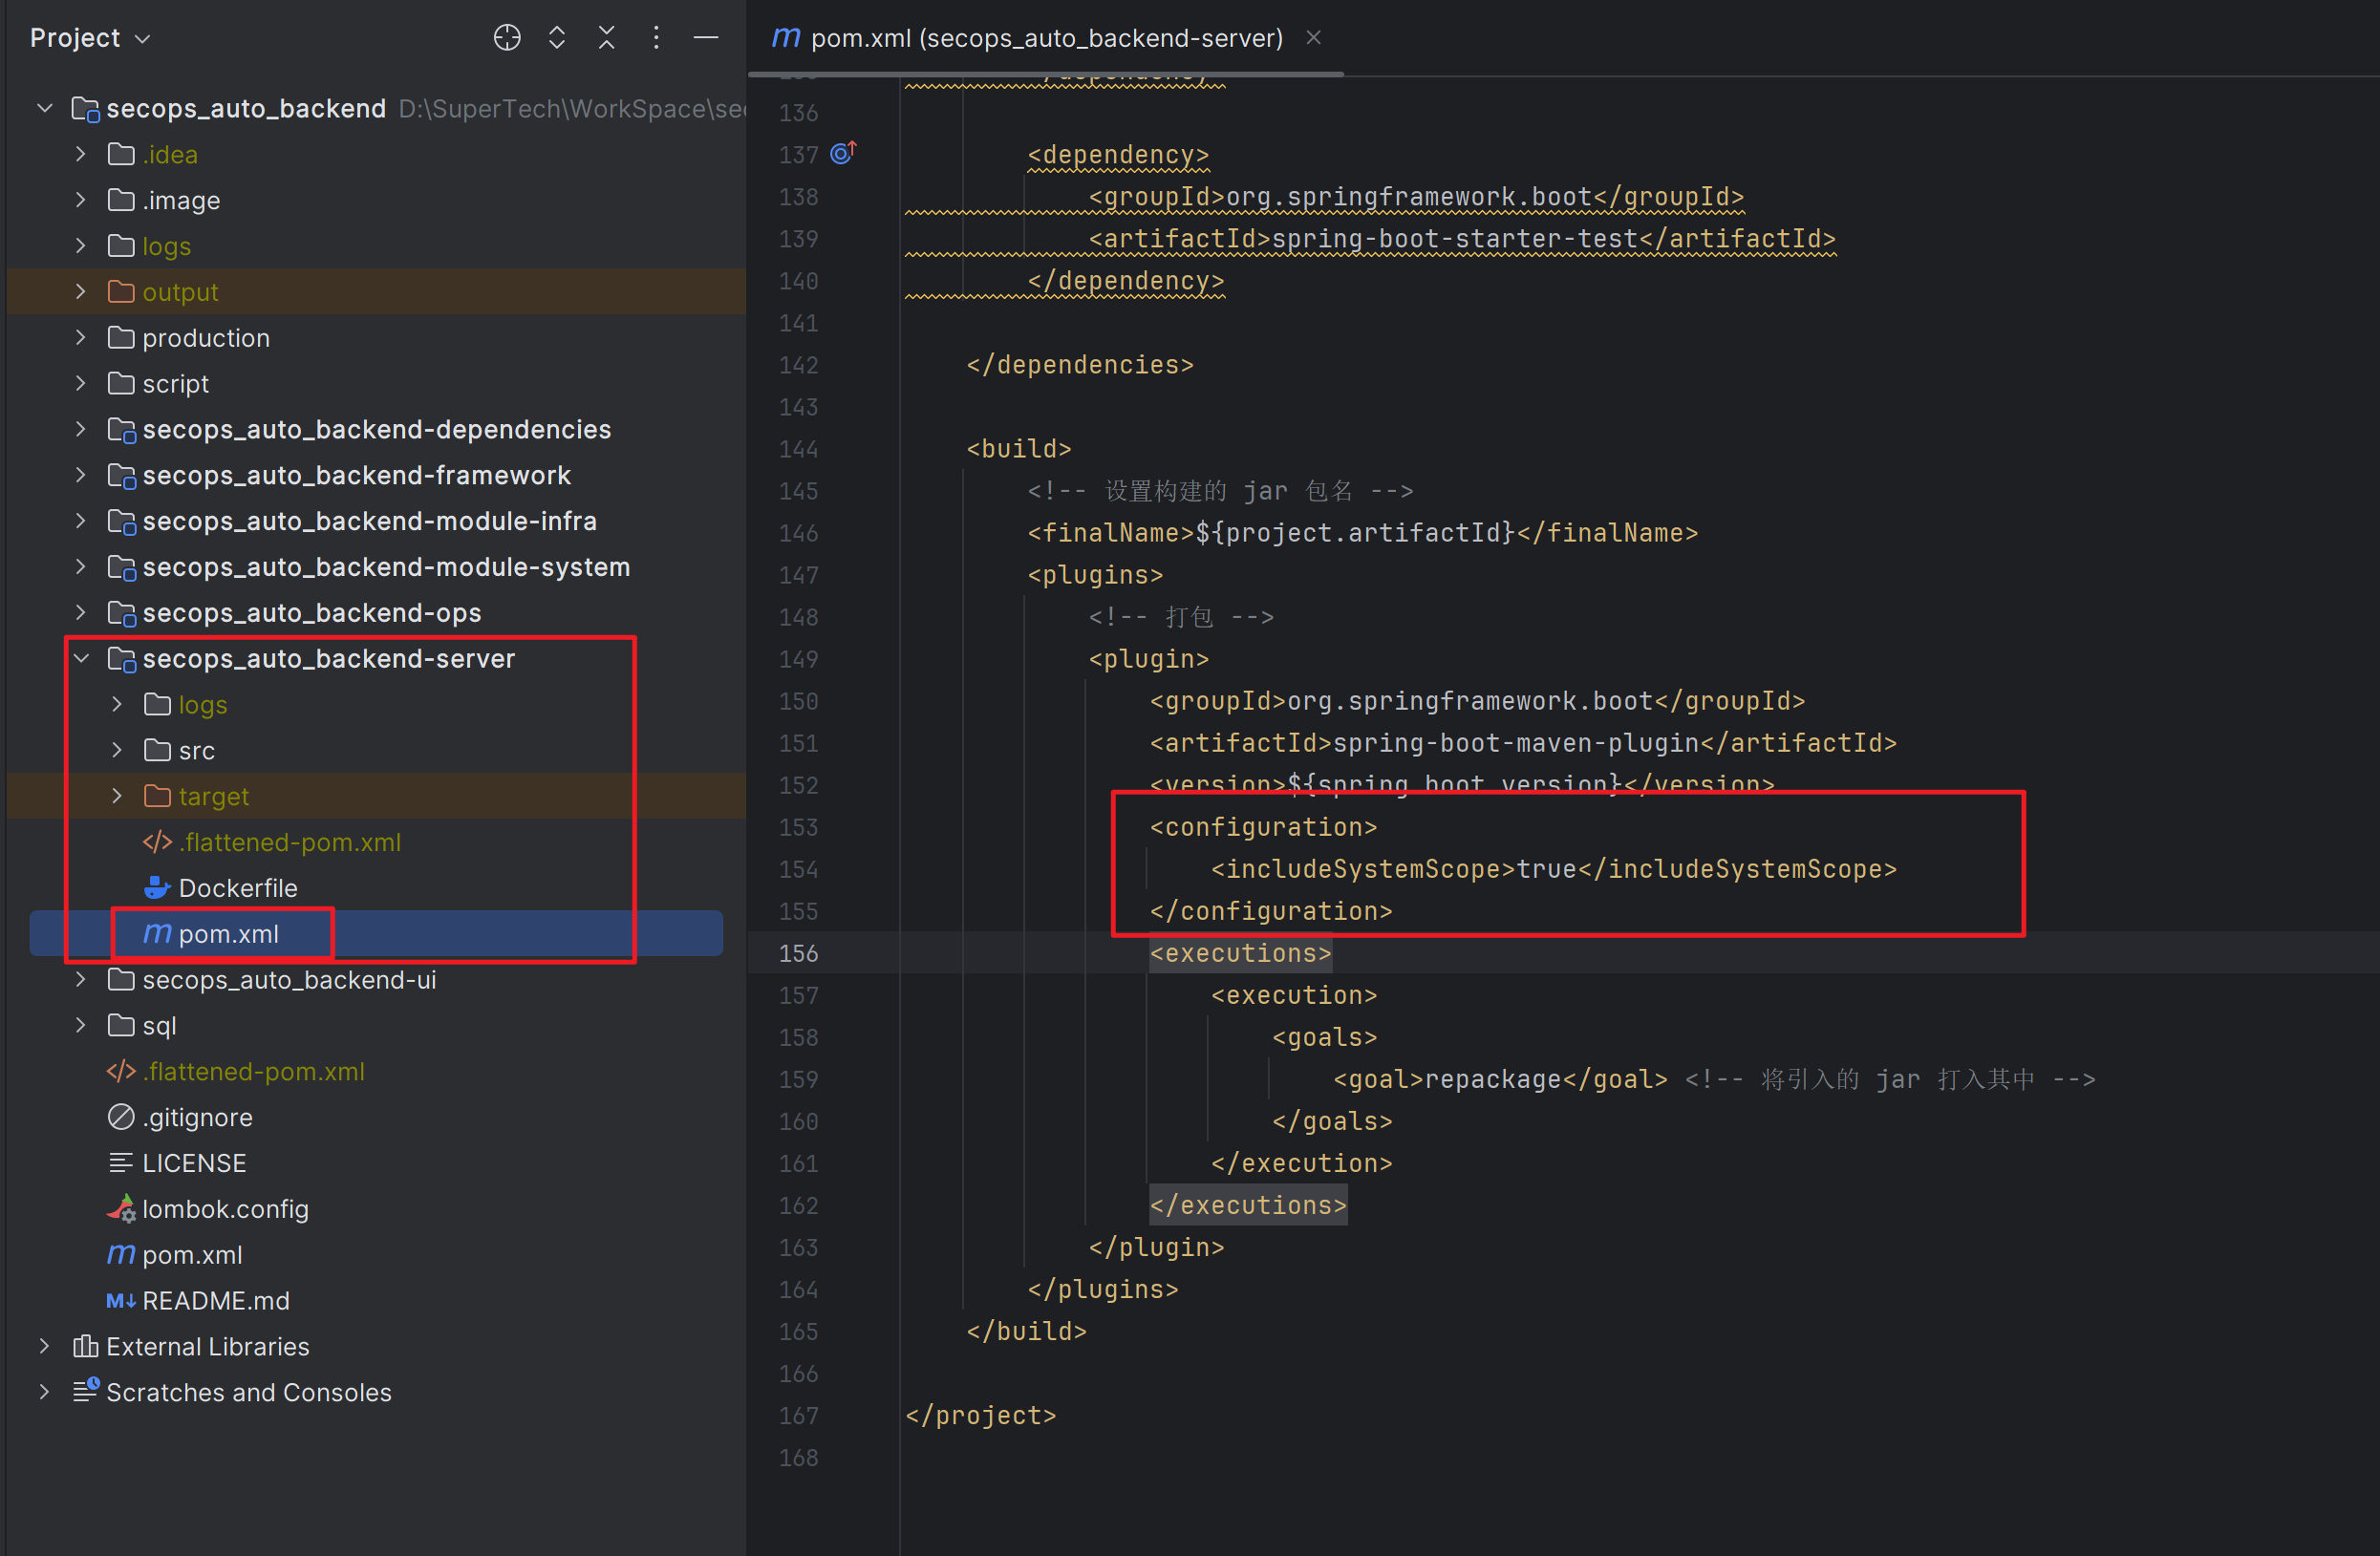 Project
secops_auto_backend D:\SuperTech\WorkSpace\sec
.idea
.image
logs
output
production
script
secops_auto_backend-dependencies
secops_auto_backend-framework
secops_auto_backend-module-infra
secops_auto_backend-module-system
secops_auto_backend-ops
secops_auto_backend-server
logs
src
target
.flattened-pom.xml
Dockerfile
pom.xml
secops_auto_backend-ui
sql
.flattened-pom.xml
.gitignore
LICENSE
lombok.config
pom.xml
README.md
External Libraries
Scratches and Consoles
pom.xml (secops_auto_backend-server)
136
137 <dependency>
138 <groupId>org.springframework.boot</groupId>
139 <artifactId>spring-boot-starter-test</artifactId>
140 </dependency>
141
142 </dependencies>
143
144 <build>
145 <!-- 设置构建的 jar 包名 -->
146 <finalName>${project.artifactId}</finalName>
147 <plugins>
148 <!-- 打包 -->
149 <plugin>
150 <groupId>org.springframework.boot</groupId>
151 <artifactId>spring-boot-maven-plugin</artifactId>
152 <version>${spring.boot.version}</version>
153 <configuration>
154 <includeSystemScope>true</includeSystemScope>
155 </configuration>
156 <executions>
157 <execution>
158 <goals>
159 <goal>repackage</goal> <!-- 将引入的 jar 打入其中 -->
160 </goals>
161 </execution>
162 </executions>
163 </plugin>
164 </plugins>
165 </build>
166
167 </project>
168